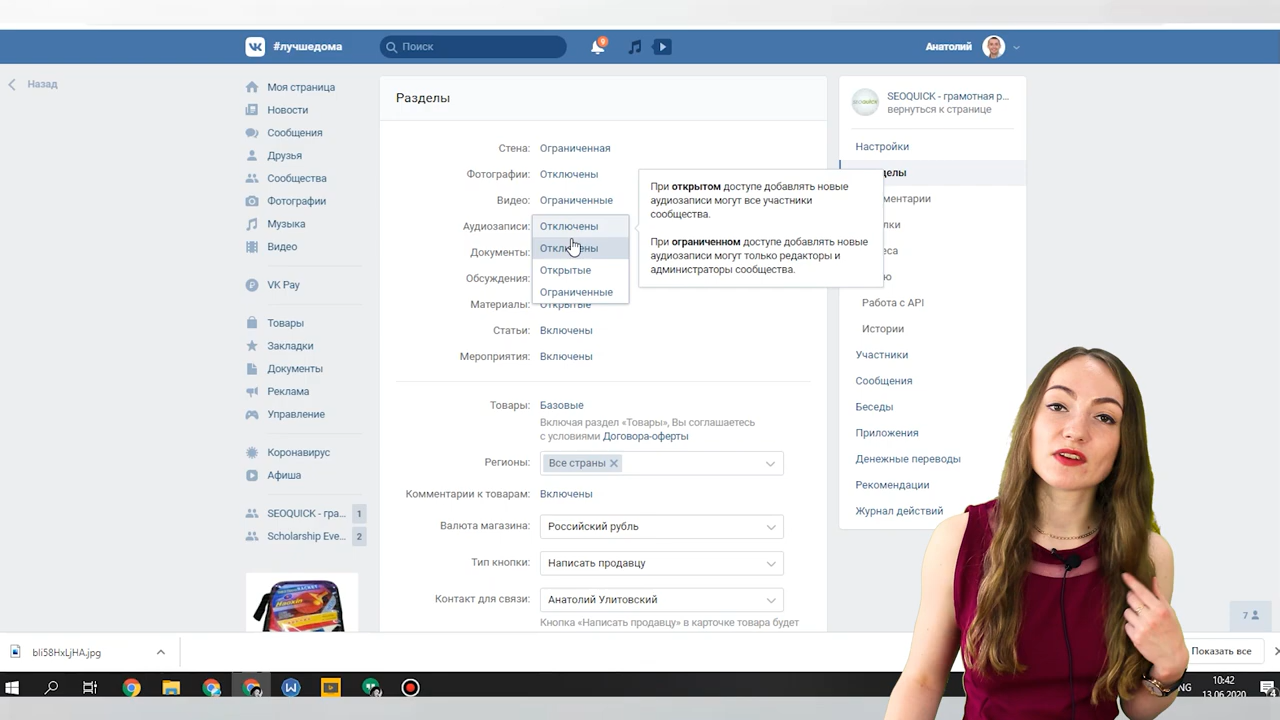 #лучшедома
Поиск
9
Анатолий
Назад
Моя страница
Новости
Сообщения
Друзья
Сообщества
Фотографии
Музыка
Видео
VK Pay
Товары
Закладки
Документы
Реклама
Управление
Коронавирус
Афиша
SEOQUICK - гра... 1
Scholarship Eve... 2
Разделы
Стена: Ограниченная
Фотографии: Отключены
Видео: Ограниченные
Аудиозаписи: Отключены
Отключены
Открытые
Ограниченные
Документы:
Обсуждения:
Материалы: Открытые
Статьи: Включены
Мероприятия: Включены
При открытом доступе добавлять новые
аудиозаписи могут все участники
сообщества.
При ограниченном доступе добавлять новые
аудиозаписи могут только редакторы и
администраторы сообщества.
Товары: Базовые
Включая раздел «Товары», Вы соглашаетесь
с условиями Договора-оферты
Регионы: Все страны
Комментарии к товарам: Включены
Валюта магазина: Российский рубль
Тип кнопки: Написать продавцу
Контакт для связи: Анатолий Улитовский
Кнопка «Написать продавцу» в карточке товара будет
SEOQUICK - грамотная р...
вернуться к странице
Настройки
Работа с API
Истории
Участники
Сообщения
Беседы
Приложения
Денежные переводы
Рекомендации
Журнал действий
7
bli58HxLjHA.jpg
Показать все
10:42
13.06.2020